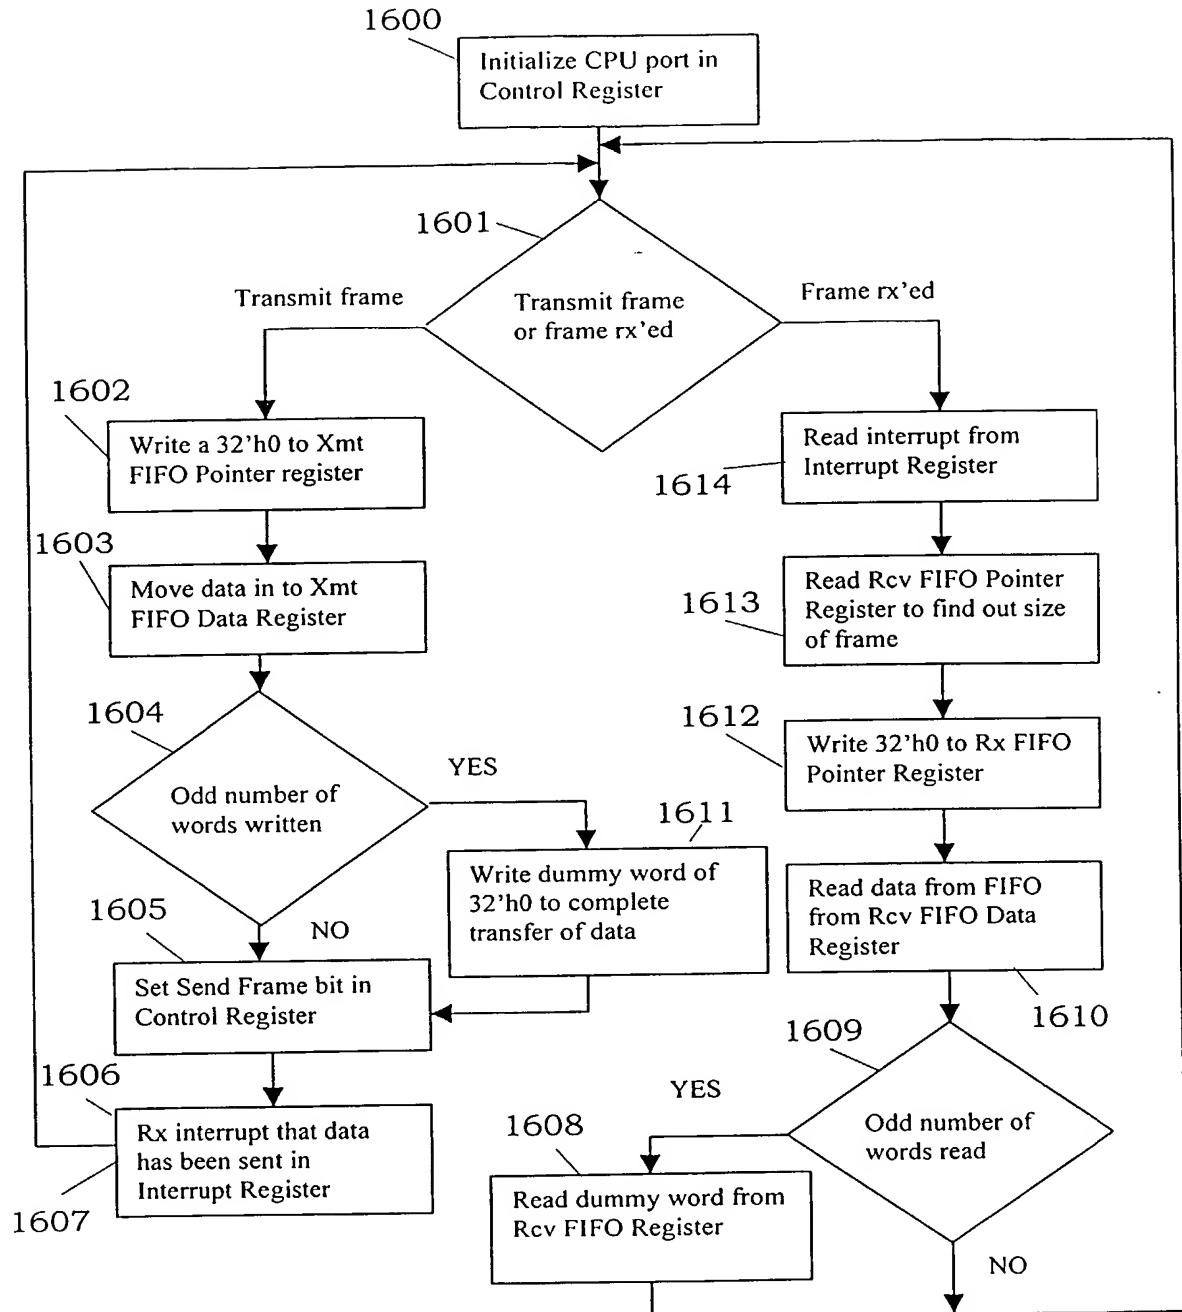 1600
Initialize CPU port in
Control Register
1601
Transmit frame
Transmit frame
or frame rx'ed
Frame rx'ed
1602
Write a 32'h0 to Xmt
FIFO Pointer register
Read interrupt from
Interrupt Register
1614
1603
Move data in to Xmt
FIFO Data Register
Read Rcv FIFO Pointer
Register to find out size
of frame
1613
1604
Odd number of
words written
YES
1612
Write 32'h0 to Rx FIFO
Pointer Register
1611
Write dummy word of
32'h0 to complete
transfer of data
Read data from FIFO
from Rcv FIFO Data
Register
1610
1605
NO
Set Send Frame bit in
Control Register
1609
Odd number of
words read
YES
1606
Rx interrupt that data
has been sent in
Interrupt Register
1607
1608
Read dummy word from
Rcv FIFO Register
NO